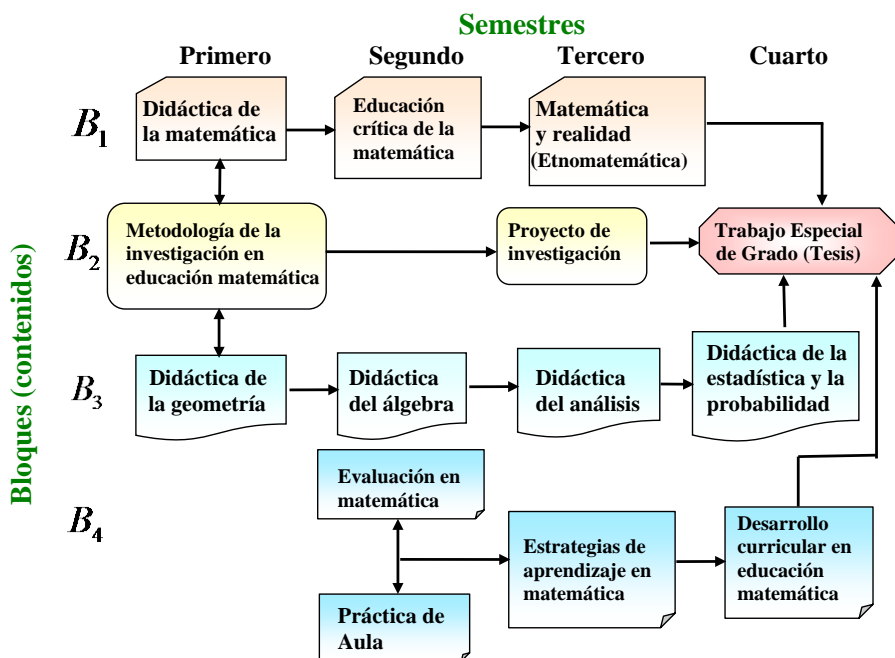 Semestres
Primero Segundo Tercero Cuarto
Bloques (contenidos)
B1
Didáctica de
la matemática
Educación
crítica de la
matemática
Matemática
y realidad
(Etnomatemática)
B2
Metodología de la
investigación en
educación matemática
Proyecto de
investigación
Trabajo Especial
de Grado (Tesis)
B3
Didáctica de
la geometría
Didáctica
del álgebra
Didáctica
del análisis
Didáctica de la
estadística y la
probabilidad
B4
Evaluación en
matemática
Práctica de
Aula
Estrategias de
aprendizaje en
matemática
Desarrollo
curricular en
educación
matemática